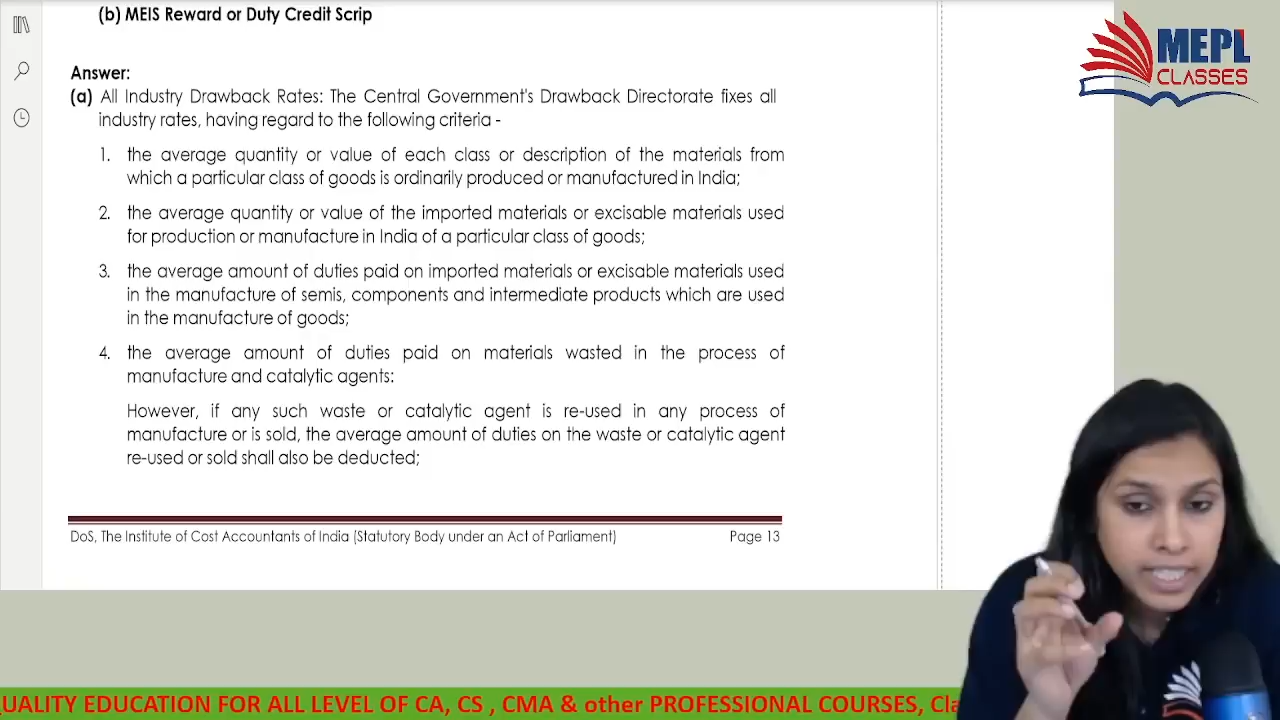 (b) MEIS Reward or Duty Credit Scrip
MEPL
CLASSES
Answer:
(a) All Industry Drawback Rates: The Central Government's Drawback Directorate fixes all
industry rates, having regard to the following criteria -
1. the average quantity or value of each class or description of the materials from
which a particular class of goods is ordinarily produced or manufactured in India;
2. the average quantity or value of the imported materials or excisable materials used
for production or manufacture in India of a particular class of goods;
3. the average amount of duties paid on imported materials or excisable materials used
in the manufacture of semis, components and intermediate products which are used
in the manufacture of goods;
4. the average amount of duties paid on materials wasted in the process of
manufacture and catalytic agents:
However, if any such waste or catalytic agent is re-used in any process of
manufacture or is sold, the average amount of duties on the waste or catalytic agent
re-used or sold shall also be deducted;
DoS, The Institute of Cost Accountants of India (Statutory Body under an Act of Parliament) Page 13
UALITY EDUCATION FOR ALL LEVEL OF CA, CS , CMA & other PROFESSIONAL COURSES, Cla